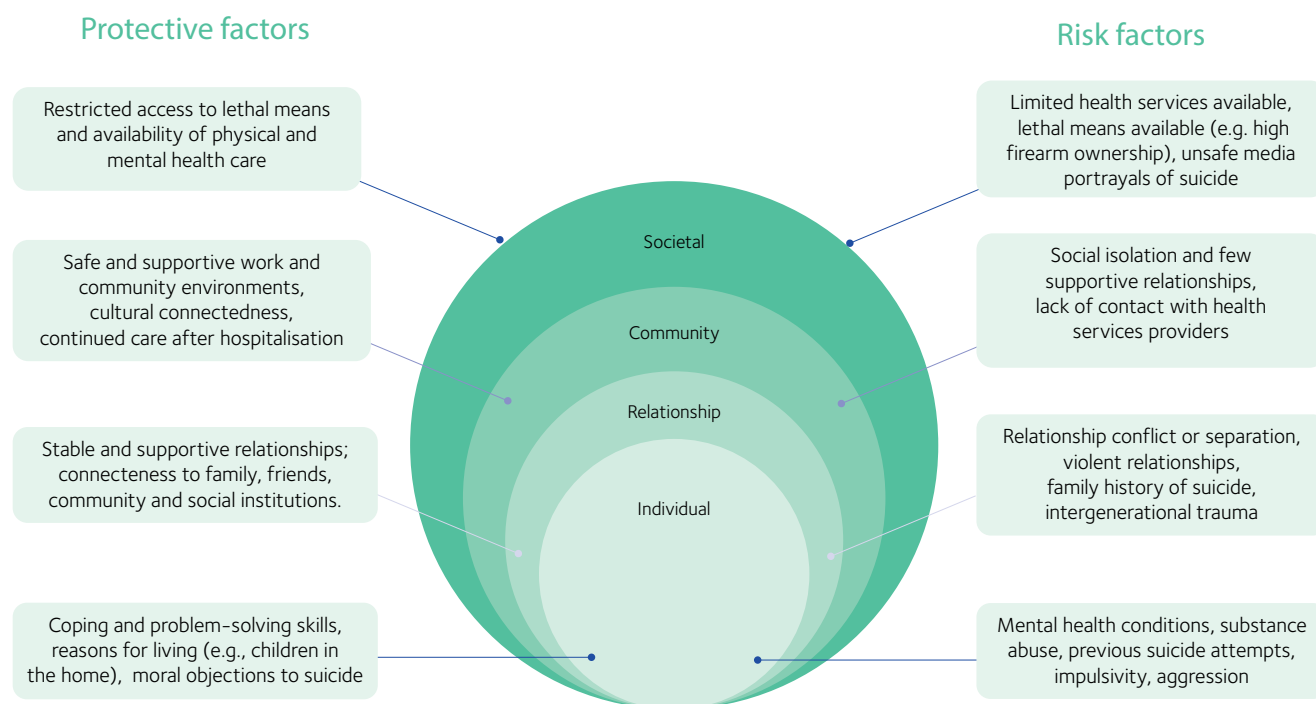 Protective factors
Risk factors
Restricted access to lethal means
and availability of physical and
mental health care
Limited health services available,
lethal means available (e.g. high
firearm ownership), unsafe media
portrayals of suicide
Societal
Safe and supportive work and
community environments,
cultural connectedness,
continued care after hospitalisation
Social isolation and few
supportive relationships,
lack of contact with health
services providers
Community
Relationship
Stable and supportive relationships;
connecteness to family, friends,
community and social institutions.
Relationship conflict or separation,
violent relationships,
family history of suicide,
intergenerational trauma
Individual
Coping and problem-solving skills,
reasons for living (e.g., children in
the home), moral objections to suicide
Mental health conditions, substance
abuse, previous suicide attempts,
impulsivity, aggression